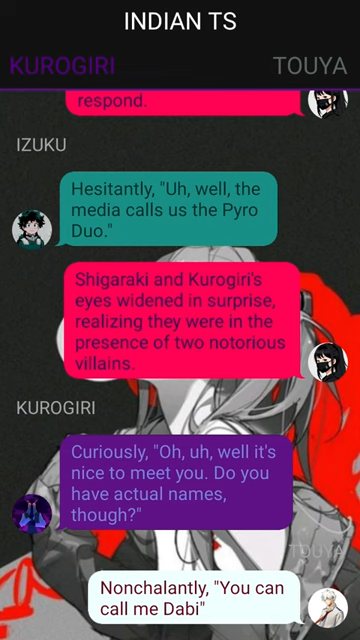 INDIAN TS
KUROGIRI TOUYA
respond.
IZUKU
Hesitantly, "Uh, well, the
media calls us the Pyro
Duo."
Shigaraki and Kurogiri's
eyes widened in surprise,
realizing they were in the
presence of two notorious
villains.
KUROGIRI
Curiously, "Oh, uh, well it's
nice to meet you. Do you
have actual names,
though?"
TOUYA
Nonchalantly, "You can
call me Dabi"